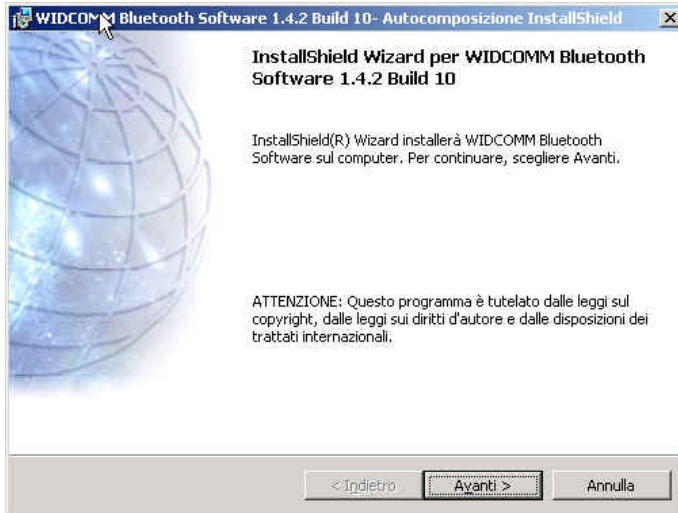 WIDCOMM Bluetooth Software 1.4.2 Build 10- Autocomposizione InstallShield
InstallShield Wizard per WIDCOMM Bluetooth
Software 1.4.2 Build 10
InstallShield(R) Wizard installerà WIDCOMM Bluetooth
Software sul computer. Per continuare, scegliere Avanti.
ATTENZIONE: Questo programma è tutelato dalle leggi sul
copyright, dalle leggi sui diritti d'autore e dalle disposizioni dei
trattati internazionali.
< Indietro
Avanti >
Annulla